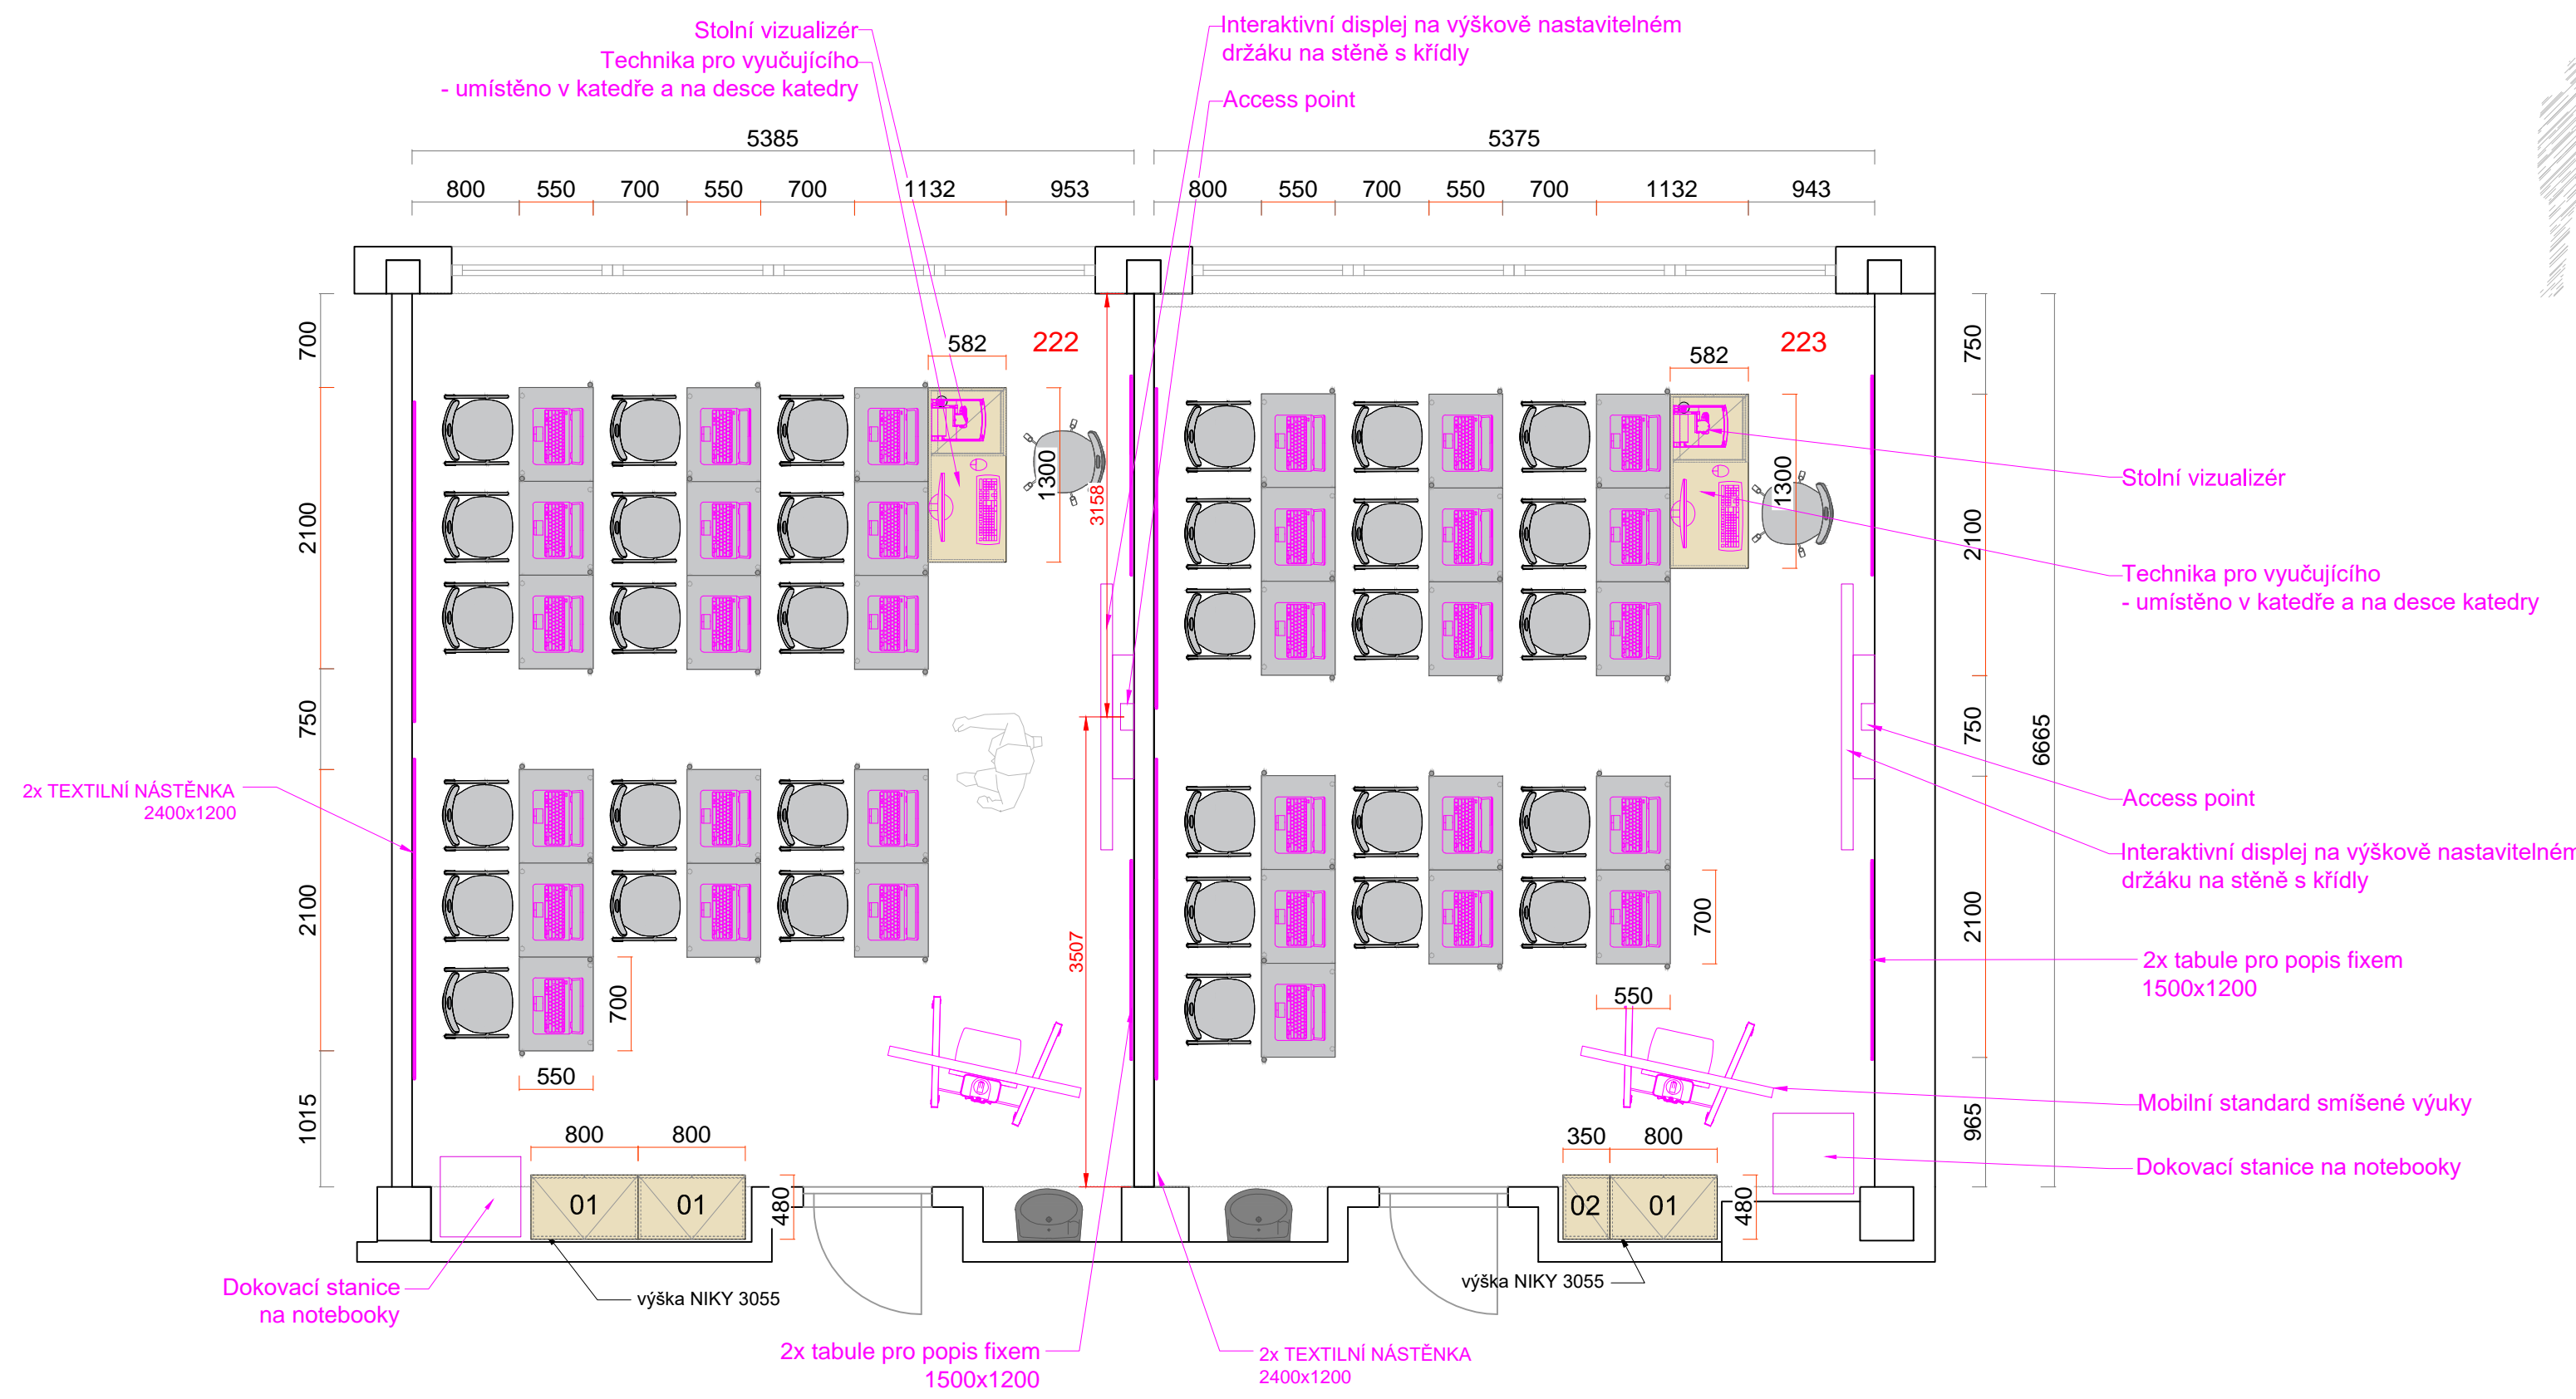 Stolní vizualizér
Technika pro vyučujícího
- umístěno v katedře a na desce katedry
Interaktivní displej na výškově nastavitelném
držáku na stěně s křídly
Access point
5385
5375
800 550 700 550 700 1132 953
800 550 700 550 700 1132 943
222
223
582
582
1300
1300
3158
3507
700
2100
750
2100
1015
750
2100
750
2100
965
6665
Stolní vizualizér
Technika pro vyučujícího
- umístěno v katedře a na desce katedry
2x TEXTILNÍ NÁSTĚNKA
2400x1200
Access point
Interaktivní displej na výškově nastavitelném
držáku na stěně s křídly
2x tabule pro popis fixem
1500x1200
700
550
700
550
Mobilní standard smíšené výuky
Dokovací stanice na notebooky
800 800
480
01 01
350 800
480
02 01
Dokovací stanice
na notebooky
výška NIKY 3055
výška NIKY 3055
2x tabule pro popis fixem
1500x1200
2x TEXTILNÍ NÁSTĚNKA
2400x1200